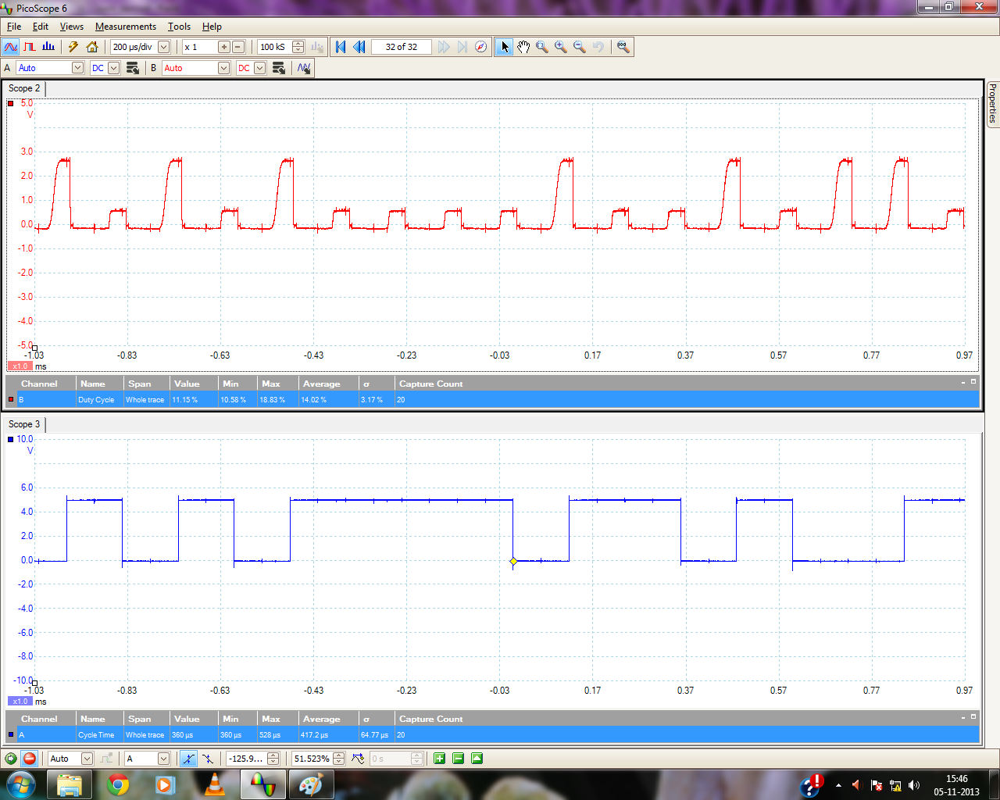 PicoScope 6
File Edit Views Measurements Tools Help
200 µs/div x 1 100 kS 32 of 32
A Auto DC B Auto DC
Scope 2
Properties
5.0
V
3.0
2.0
1.0
0.0
-1.0
-2.0
-3.0
-4.0
-5.0
-1.03 -0.83 -0.63 -0.43 -0.23 -0.03 0.17 0.37 0.57 0.77 0.97
x1.0 ms
Channel Name Span Value Min Max Average σ Capture Count
B Duty Cycle Whole trace 11.15 % 10.58 % 18.83 % 14.02 % 3.17 % 20
Scope 3
10.0
V
6.0
4.0
2.0
0.0
-2.0
-4.0
-6.0
-8.0
-10.0
-1.03 -0.83 -0.63 -0.43 -0.23 -0.03 0.17 0.37 0.57 0.77 0.97
x1.0 ms
Channel Name Span Value Min Max Average σ Capture Count
A Cycle Time Whole trace 360 µs 360 µs 528 µs 417.2 µs 64.77 µs 20
Auto A -125.9... 51.523% 0 s
15:46
05-11-2013